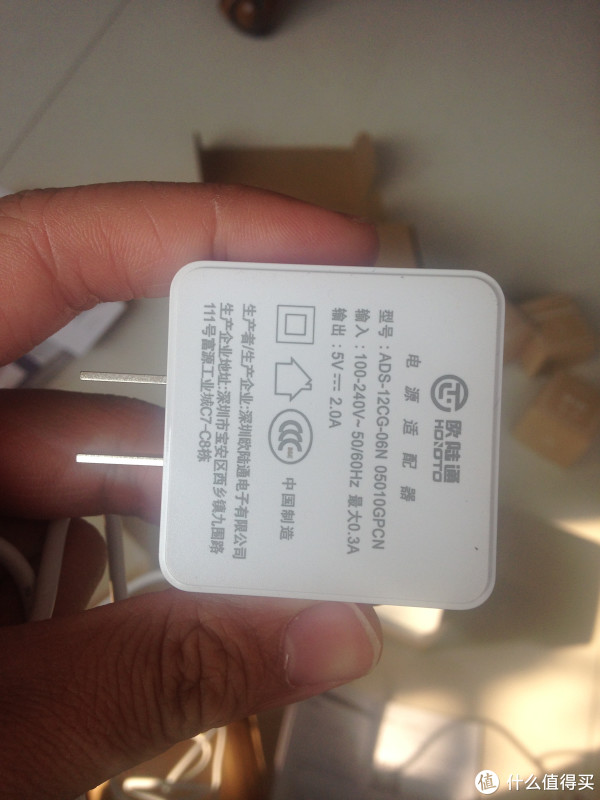 欧陆通
HONOTO
电源适配器
型号:ADS-12CG-06N 05010GPCN
输入:100-240V~ 50/60Hz 最大0.3A
输出:5V⎓2.0A
CCC
中国制造
生产者/生产企业:深圳欧陆通电子有限公司
生产企业地址:深圳市宝安区西乡镇九围路
111号富源工业城C7-C8栋
值 什么值得买